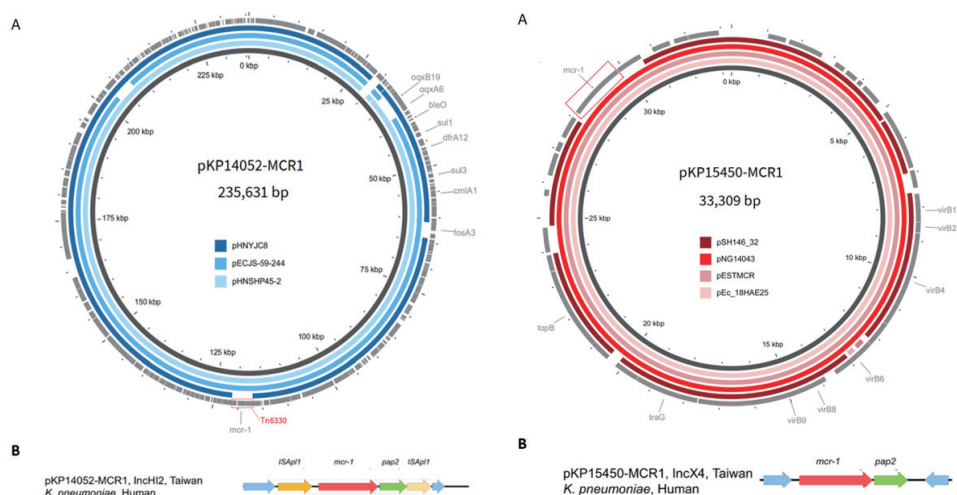 A
0 kbp
25 kbp
50 kbp
75 kbp
100 kbp
125 kbp
150 kbp
175 kbp
200 kbp
225 kbp
oqxB19
oqxA6
bleO
sul1
dfrA12
sul3
cmlA1
fosA3
mcr-1
Tn6330
pKP14052-MCR1
235,631 bp
pHNYJC8
pECJS-59-244
pHNSHP45-2
B
ISApl1 mcr-1 pap2 ISApl1
pKP14052-MCR1, IncHI2, Taiwan
K. pneumoniae, Human
A
0 kbp
5 kbp
10 kbp
15 kbp
20 kbp
25 kbp
30 kbp
mcr-1
virB1
virB2
virB4
virB6
virB8
virB9
traG
topB
pKP15450-MCR1
33,309 bp
pSH146_32
pNG14043
pESTMCR
pEc_18HAE25
B
mcr-1 pap2
pKP15450-MCR1, IncX4, Taiwan
K. pneumoniae, Human